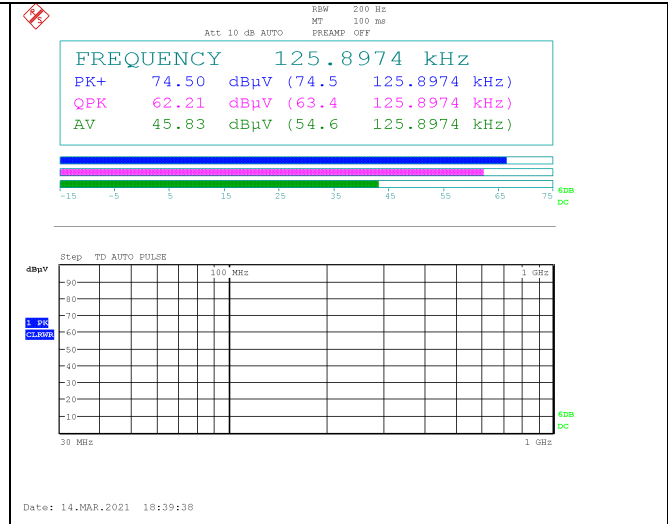 R S
RBW 200 Hz
MT 100 ms
Att 10 dB AUTO PREAMP OFF
FREQUENCY 125.8974 kHz
PK+ 74.50 dBµV (74.5 125.8974 kHz)
QPK 62.21 dBµV (63.4 125.8974 kHz)
AV 45.83 dBµV (54.6 125.8974 kHz)
-15 -5 5 15 25 35 45 55 65 75
6DB
DC
Step TD AUTO PULSE
dBµV
100 MHz 1 GHz
90
80
70
1 PK
60
CLRWR
50
40
30
20
10
6DB
DC
30 MHz 1 GHz
Date: 14.MAR.2021 18:39:38